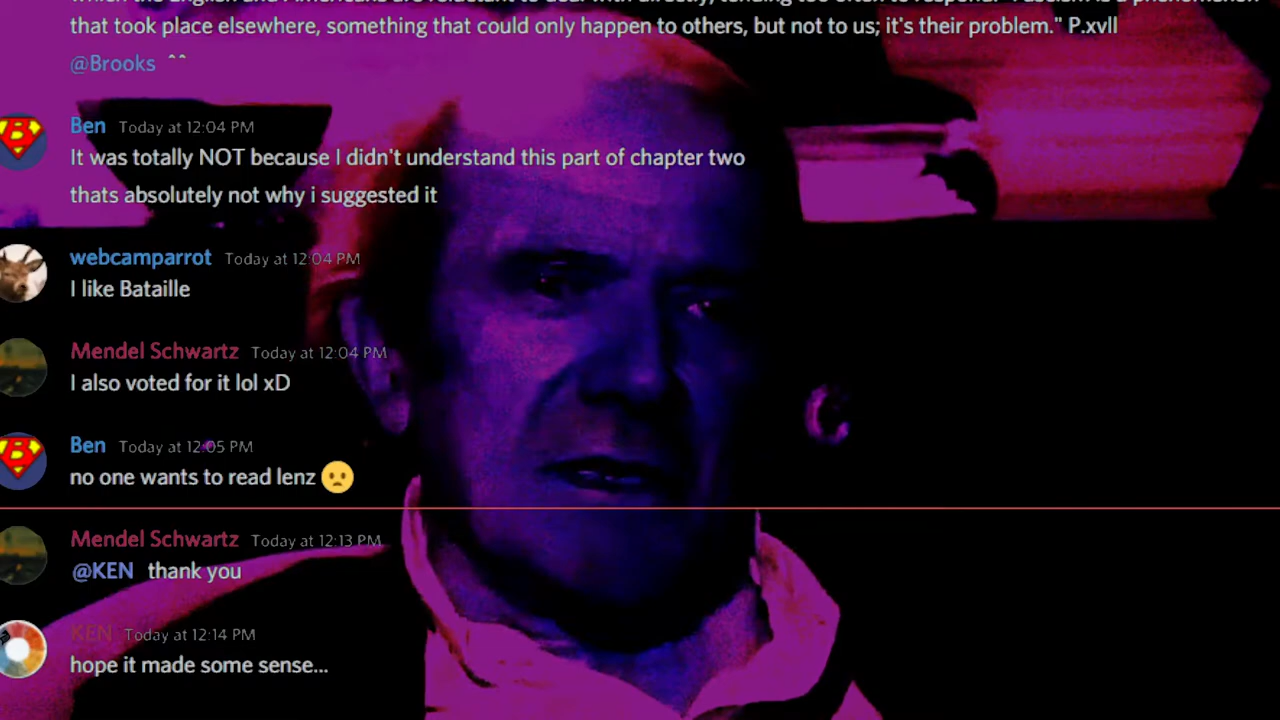 that took place elsewhere, something that could only happen to others, but not to us; it's their problem." P.xvll
@Brooks ^^
Ben Today at 12:04 PM
It was totally NOT because I didn't understand this part of chapter two
thats absolutely not why i suggested it
webcamparrot Today at 12:04 PM
I like Bataille
Mendel Schwartz Today at 12:04 PM
I also voted for it lol xD
Ben Today at 12:05 PM
no one wants to read lenz 😟
Mendel Schwartz Today at 12:13 PM
@KEN thank you
KEN Today at 12:14 PM
hope it made some sense...